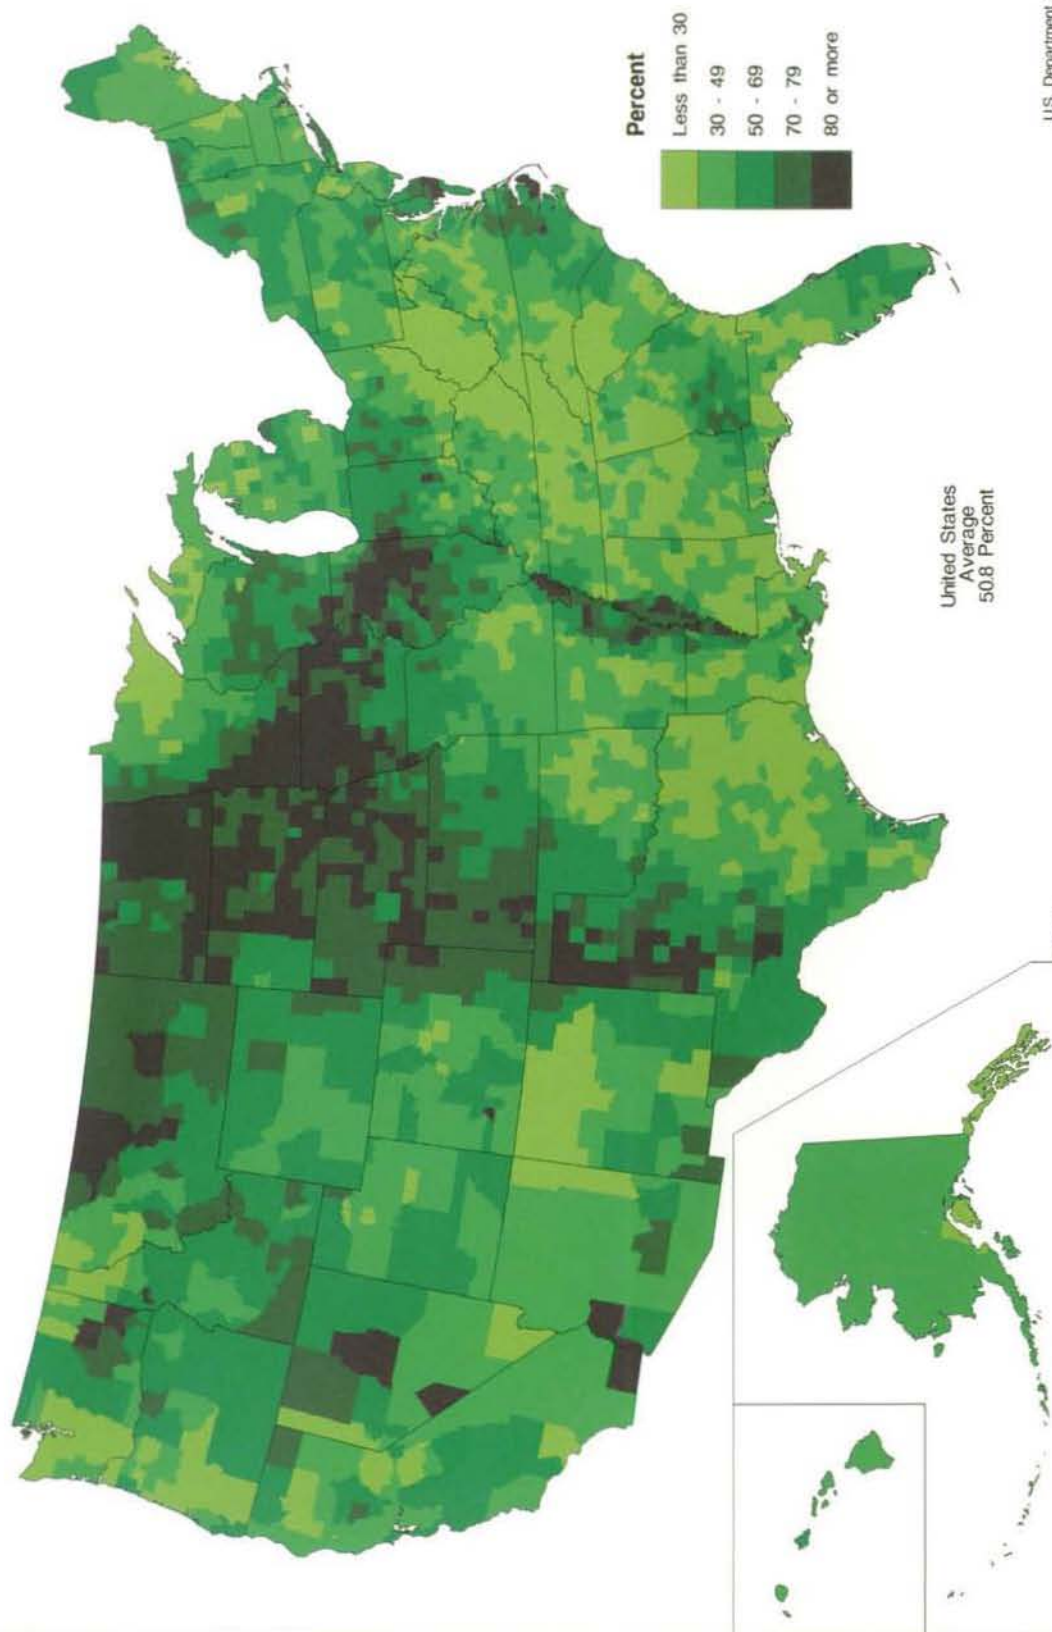 Percent
Less than 30
30 - 49
50 - 69
70 - 79
80 or more
United States
Average
50.8 Percent
U.S. Department